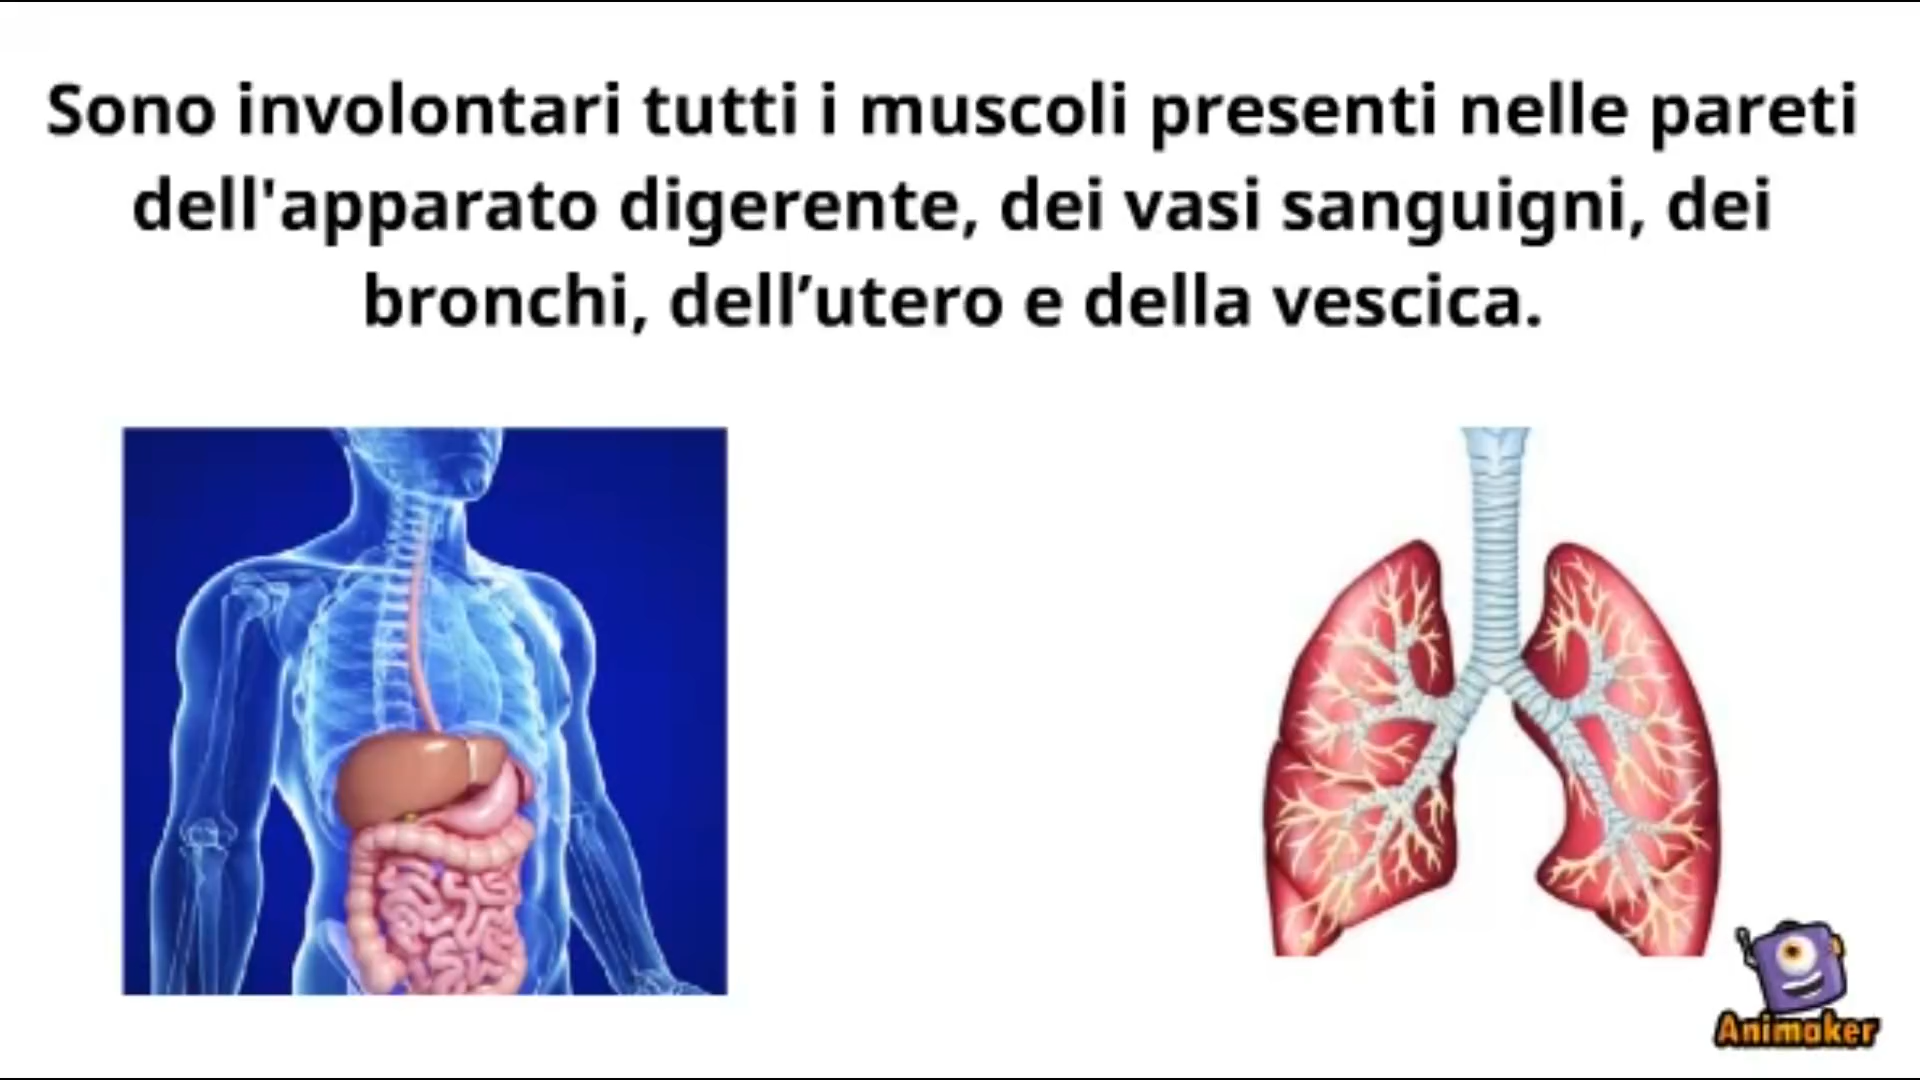 Sono involontari tutti i muscoli presenti nelle pareti
dell'apparato digerente, dei vasi sanguigni, dei
bronchi, dell’utero e della vescica.
Animaker